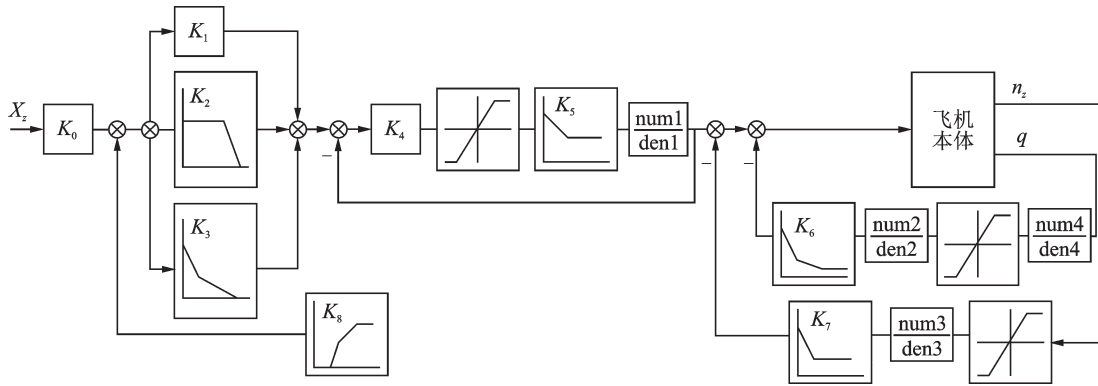 X_z
K_0
K_1
K_2
K_3
K_8
−
K_4
K_5
num1
den1
−
−
飞机
本体
n_z
q
K_6
num2
den2
num4
den4
K_7
num3
den3